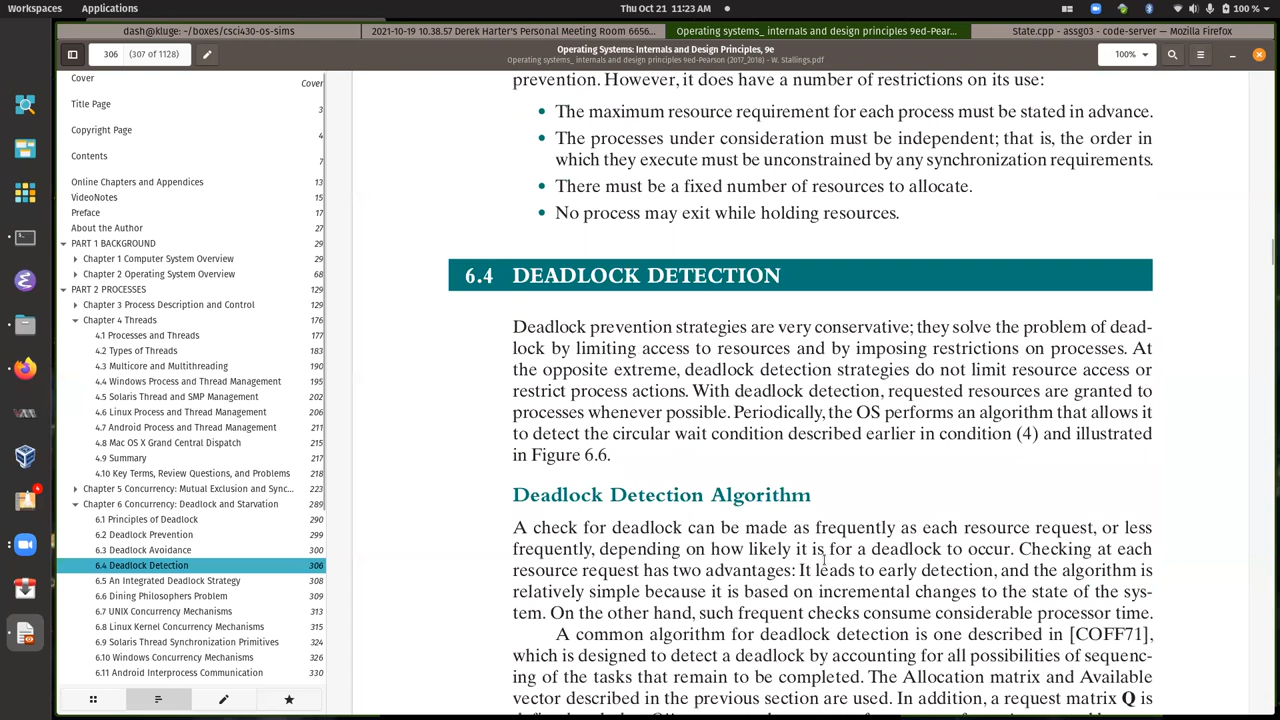 Workspaces Applications Thu Oct 21 11:23 AM 100 %
dash@kluge: ~/boxes/csci430-os-sims 2021-10-19 10.38.57 Derek Harter's Personal Meeting Room 6656... Operating systems_ internals and design principles 9ed-Pear... State.cpp - assg03 - code-server — Mozilla Firefox
306 (307 of 1128) Operating Systems: Internals and Design Principles, 9e 100%
Operating systems_ internals and design principles 9ed-Pearson (2017_2018) - W. Stallings.pdf
Cover
Cover
Title Page 3
Copyright Page 4
Contents 7
Online Chapters and Appendices 13
VideoNotes 15
Preface 17
About the Author 27
PART 1 BACKGROUND 29
Chapter 1 Computer System Overview 29
Chapter 2 Operating System Overview 68
PART 2 PROCESSES 129
Chapter 3 Process Description and Control 129
Chapter 4 Threads 176
4.1 Processes and Threads 177
4.2 Types of Threads 183
4.3 Multicore and Multithreading 190
4.4 Windows Process and Thread Management 195
4.5 Solaris Thread and SMP Management 202
4.6 Linux Process and Thread Management 206
4.7 Android Process and Thread Management 211
4.8 Mac OS X Grand Central Dispatch 215
4.9 Summary 217
4.10 Key Terms, Review Questions, and Problems 218
Chapter 5 Concurrency: Mutual Exclusion and Sync... 223
Chapter 6 Concurrency: Deadlock and Starvation 289
6.1 Principles of Deadlock 290
6.2 Deadlock Prevention 299
6.3 Deadlock Avoidance 300
6.4 Deadlock Detection 306
6.5 An Integrated Deadlock Strategy 308
6.6 Dining Philosophers Problem 309
6.7 UNIX Concurrency Mechanisms 313
6.8 Linux Kernel Concurrency Mechanisms 315
6.9 Solaris Thread Synchronization Primitives 324
6.10 Windows Concurrency Mechanisms 326
6.11 Android Interprocess Communication 330
4
prevention. However, it does have a number of restrictions on its use:
• The maximum resource requirement for each process must be stated in advance.
• The processes under consideration must be independent; that is, the order in
which they execute must be unconstrained by any synchronization requirements.
• There must be a fixed number of resources to allocate.
• No process may exit while holding resources.
6.4 DEADLOCK DETECTION
Deadlock prevention strategies are very conservative; they solve the problem of dead-
lock by limiting access to resources and by imposing restrictions on processes. At
the opposite extreme, deadlock detection strategies do not limit resource access or
restrict process actions. With deadlock detection, requested resources are granted to
processes whenever possible. Periodically, the OS performs an algorithm that allows it
to detect the circular wait condition described earlier in condition (4) and illustrated
in Figure 6.6.
Deadlock Detection Algorithm
A check for deadlock can be made as frequently as each resource request, or less
frequently, depending on how likely it is for a deadlock to occur. Checking at each
resource request has two advantages: It leads to early detection, and the algorithm is
relatively simple because it is based on incremental changes to the state of the sys-
tem. On the other hand, such frequent checks consume considerable processor time.
A common algorithm for deadlock detection is one described in [COFF71],
which is designed to detect a deadlock by accounting for all possibilities of sequenc-
ing of the tasks that remain to be completed. The Allocation matrix and Available
vector described in the previous section are used. In addition, a request matrix Q is